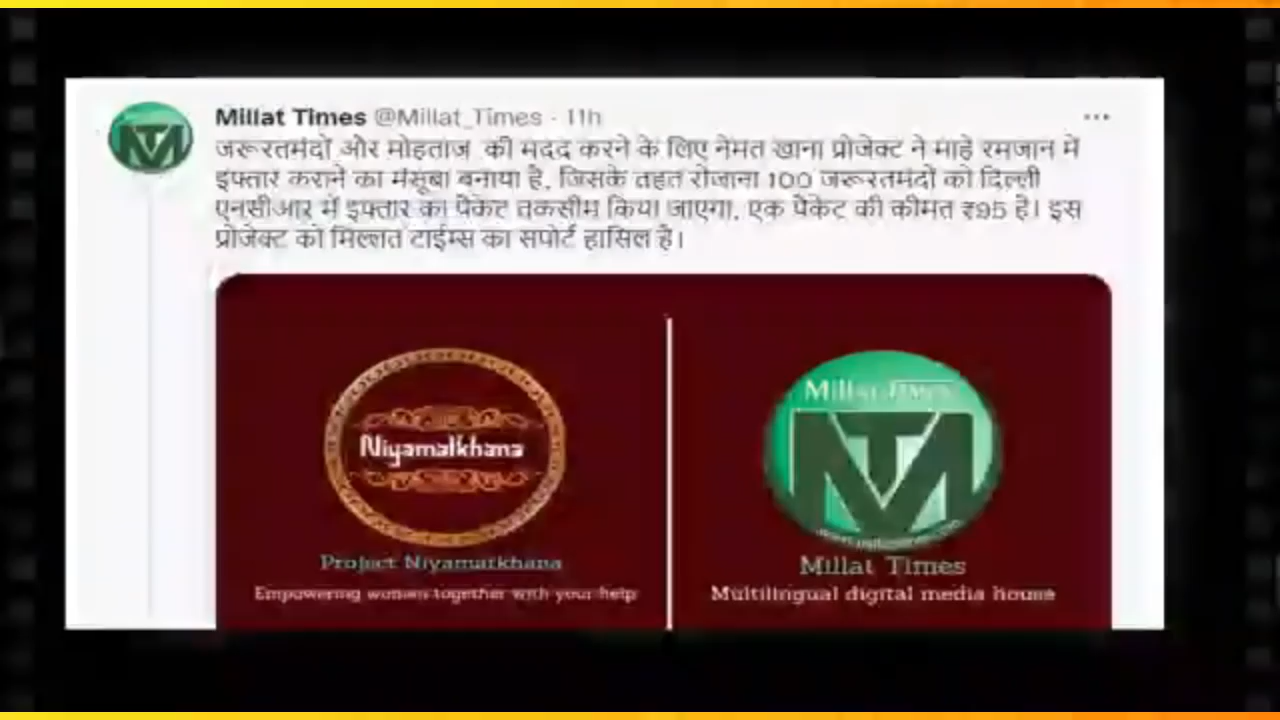 Millat Times @Millat_Times · 11h
जरूरतमंदों और मोहताज की मदद करने के लिए नेमत खाना प्रोजेक्ट ने माहे रमजान में
इफ्तार कराने का मंसूबा बनाया है, जिसके तहत रोजाना 100 जरूरतमंदों को दिल्ली
एनसीआर में इफ्तार का पैकेट तकसीम किया जाएगा, एक पैकेट की कीमत ₹95 है। इस
प्रोजेक्ट को मिल्लत टाईम्स का सपोर्ट हासिल है।
Niyamatkhana
Project Niyamatkhana
Empowering women together with your help
Millat Times
MT
Millat Times
Multilingual digital media house